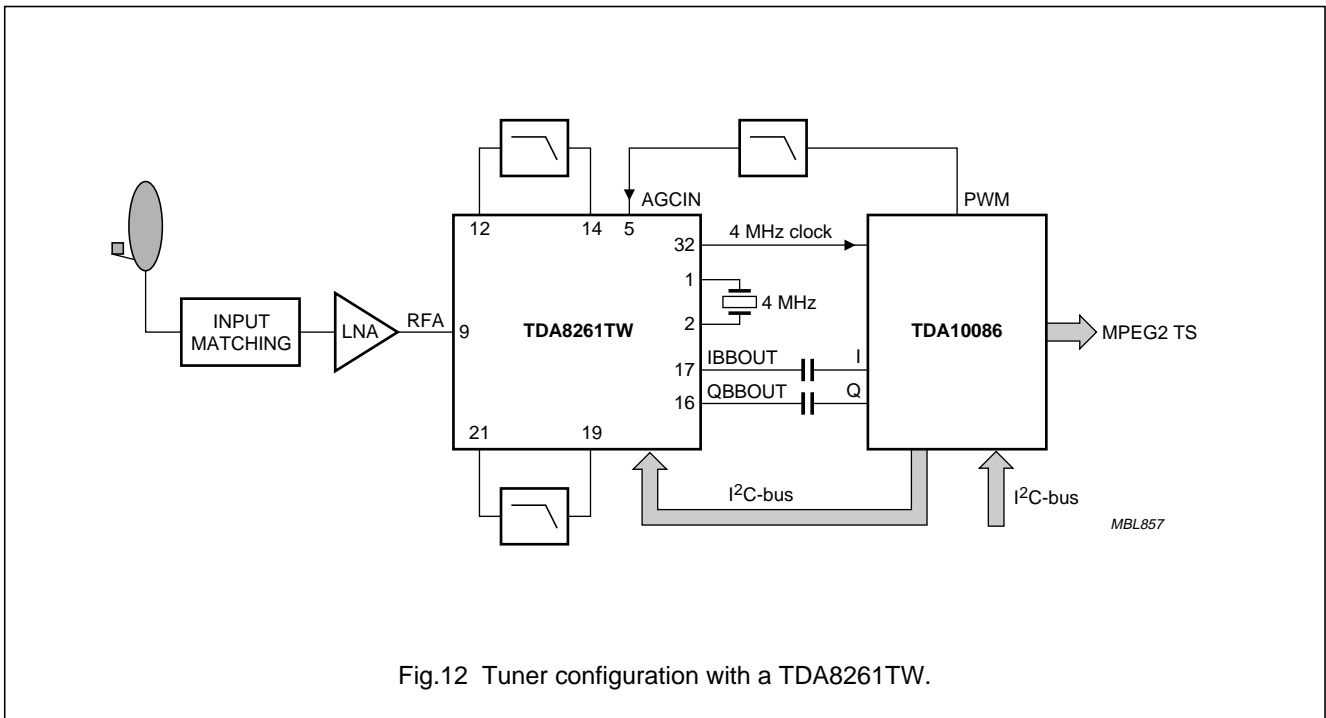 AGCIN
PWM
12
14
5
32
4 MHz clock
1
4 MHz
2
INPUT
MATCHING
LNA
RFA
9
TDA8261TW
TDA10086
MPEG2 TS
17
IBBOUT
I
16
QBBOUT
Q
21
19
I²C-bus
I²C-bus
MBL857
Fig.12 Tuner configuration with a TDA8261TW.